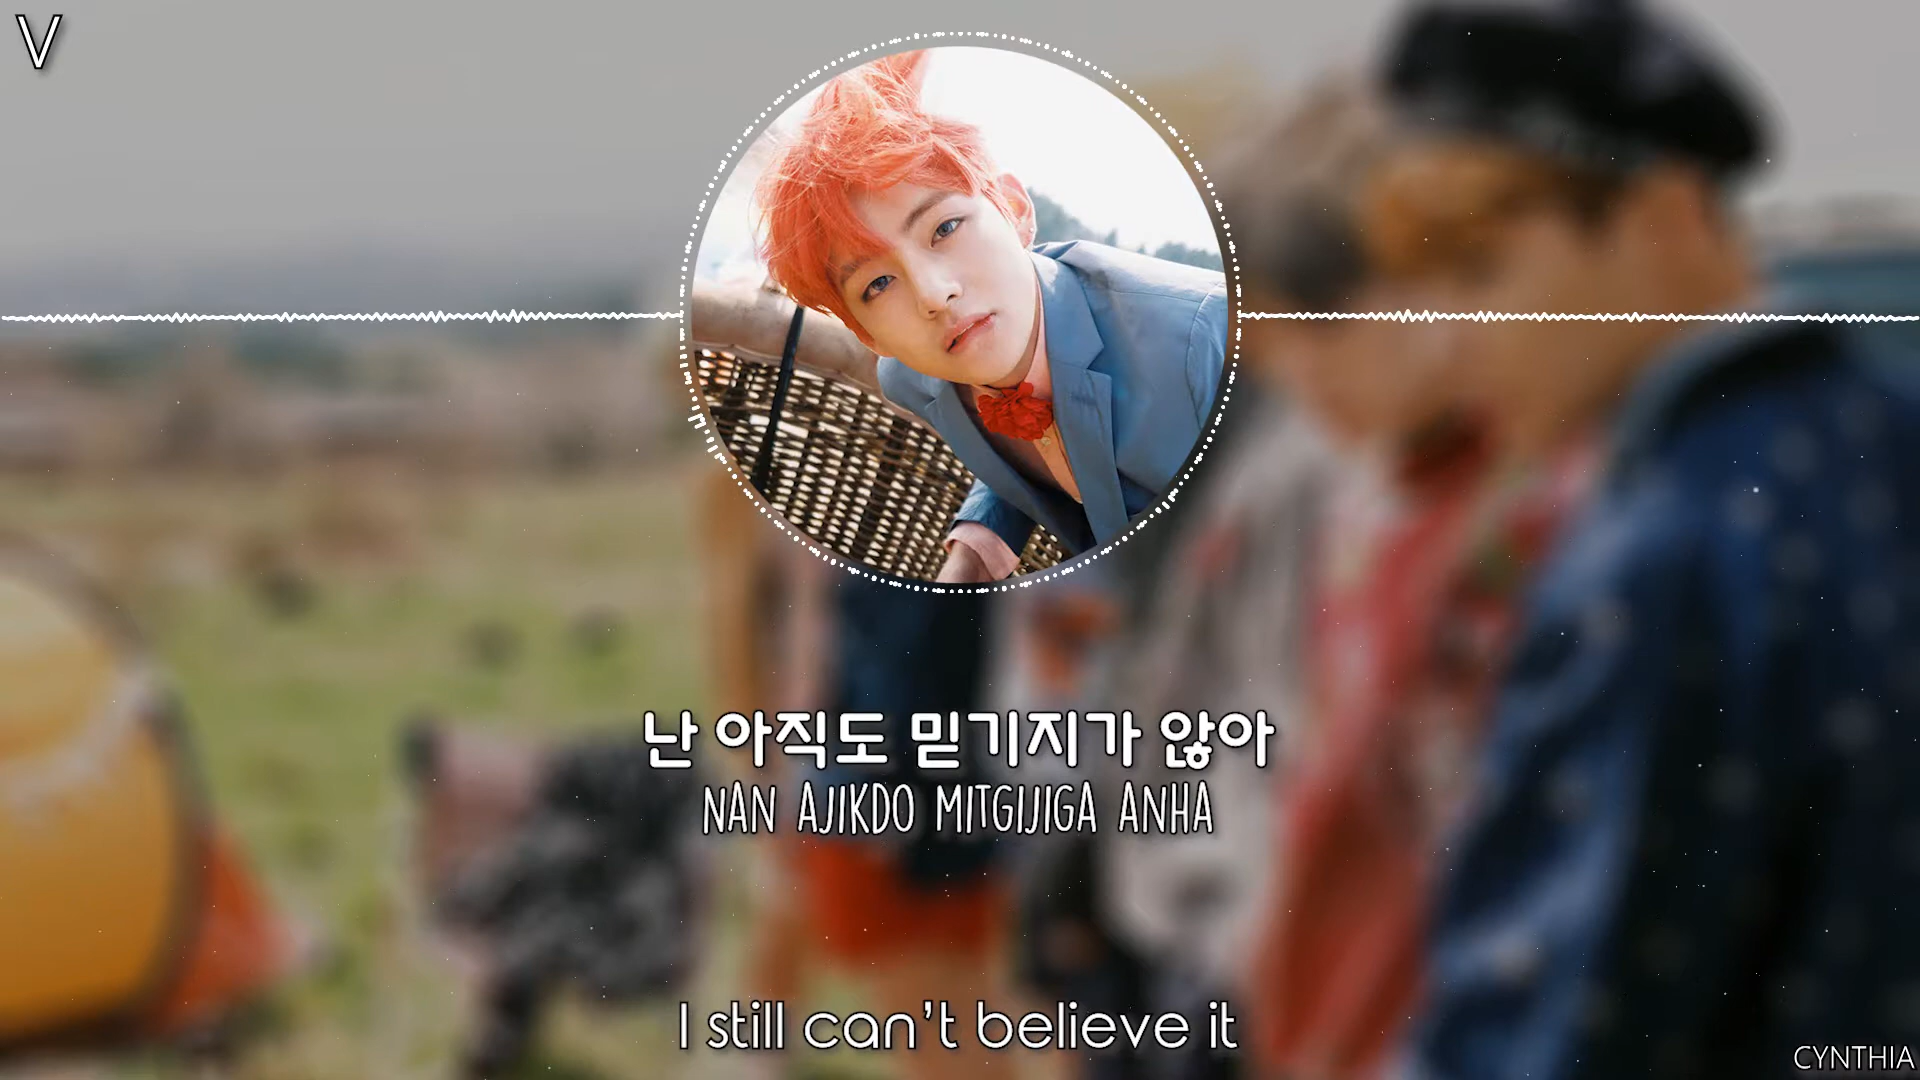 V
난 아직도 믿기지가 않아
NAN AJIKDO MITGIJIGA ANHA
I still can't believe it
CYNTHIA